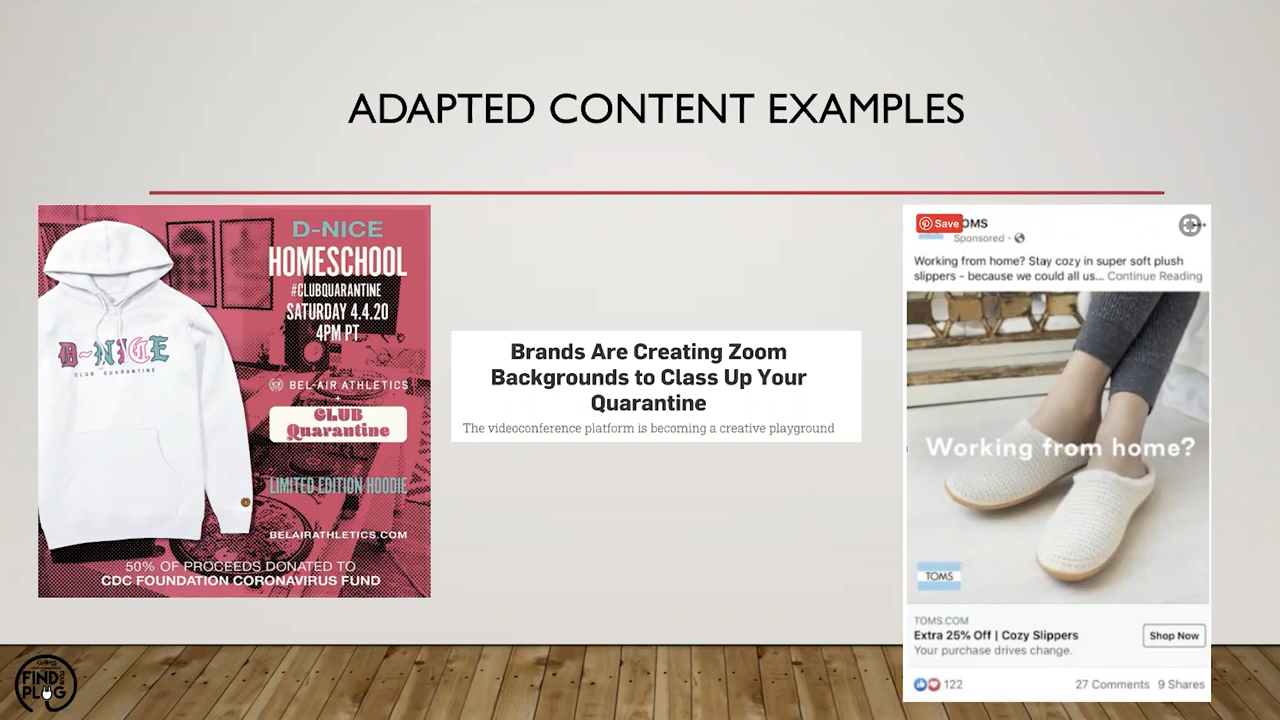 ADAPTED CONTENT EXAMPLES
D-NICE
HOMESCHOOL
#CLUBQUARANTINE
SATURDAY 4.4.20
4PM PT
BEL-AIR ATHLETICS
+
CLUB
Quarantine
LIMITED EDITION HOODIE
BELAIRATHLETICS.COM
50% OF PROCEEDS DONATED TO
CDC FOUNDATION CORONAVIRUS FUND
D-NICE
CLUB QUARANTINE
Brands Are Creating Zoom
Backgrounds to Class Up Your
Quarantine
The videoconference platform is becoming a creative playground
Save OMS
Sponsored ·
Working from home? Stay cozy in super soft plush
slippers - because we could all us... Continue Reading
Working from home?
TOMS
TOMS.COM
Extra 25% Off | Cozy Slippers
Shop Now
Your purchase drives change.
122 27 Comments 9 Shares
FIND
YOUR
PLUG